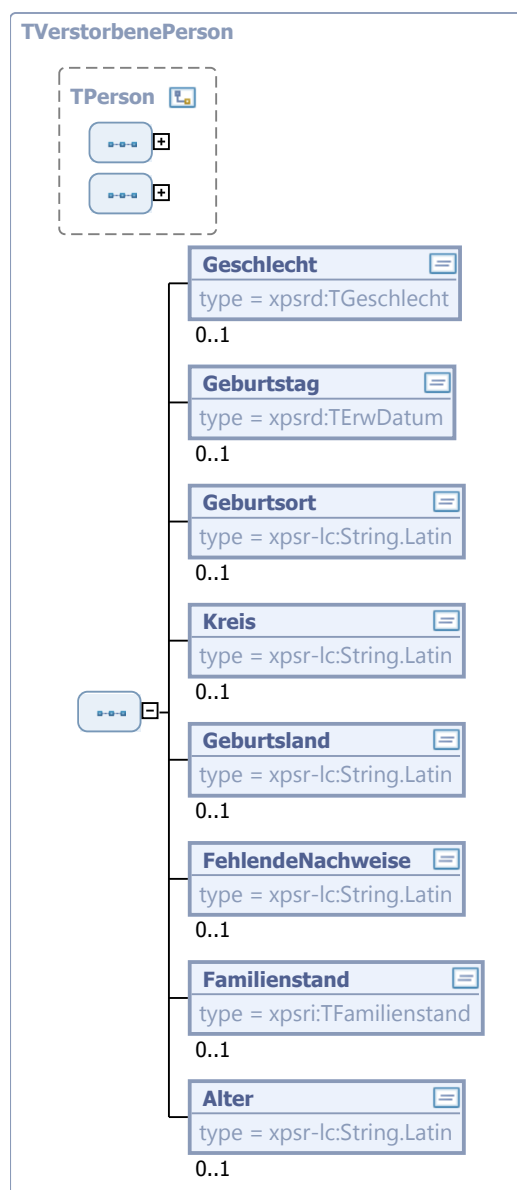 TVerstorbenePerson
TPerson
Geschlecht
type = xpsrd:TGeschlecht
0..1
Geburtstag
type = xpsrd:TErwDatum
0..1
Geburtsort
type = xpsr-lc:String.Latin
0..1
Kreis
type = xpsr-lc:String.Latin
0..1
Geburtsland
type = xpsr-lc:String.Latin
0..1
FehlendeNachweise
type = xpsr-lc:String.Latin
0..1
Familienstand
type = xpsri:TFamilienstand
0..1
Alter
type = xpsr-lc:String.Latin
0..1